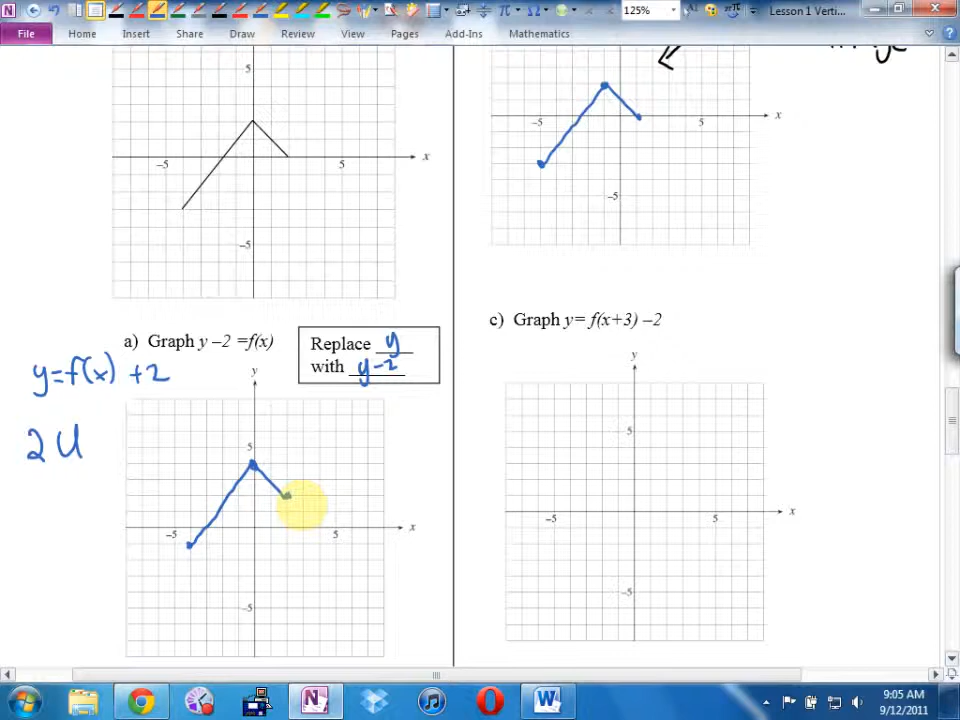 125%
Lesson 1 Verti...
File Home Insert Share Draw Review View Pages Add-Ins Mathematics
5
-5 5 x
-5
-5 5 x
-5
a) Graph y –2 =f(x)
Replace y
with y-2
y=f(x) +2
2 U
y
5
-5 5 x
-5
c) Graph y= f(x+3) –2
y
5
-5 5 x
-5
9:05 AM
9/12/2011